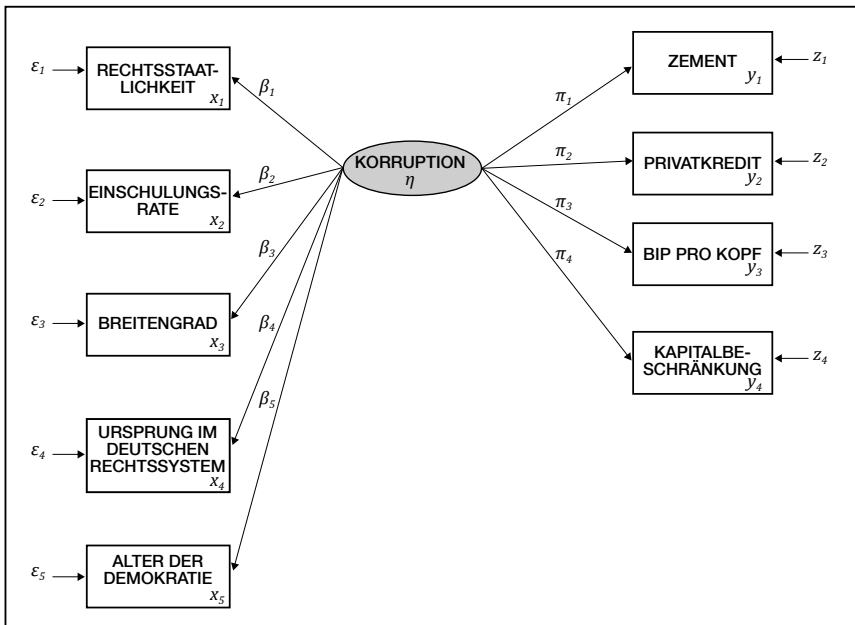 ε1
RECHTSSTAAT-
LICHKEIT
x1
β1
ε2
EINSCHULUNGS-
RATE
x2
β2
ε3
BREITENGRAD
x3
β3
ε4
URSPRUNG IM
DEUTSCHEN
RECHTSSYSTEM
x4
β4
ε5
ALTER DER
DEMOKRATIE
x5
β5
KORRUPTION
η
π1
ZEMENT
y1
z1
π2
PRIVATKREDIT
y2
z2
π3
BIP PRO KOPF
y3
z3
π4
KAPITALBE-
SCHRÄNKUNG
y4
z4